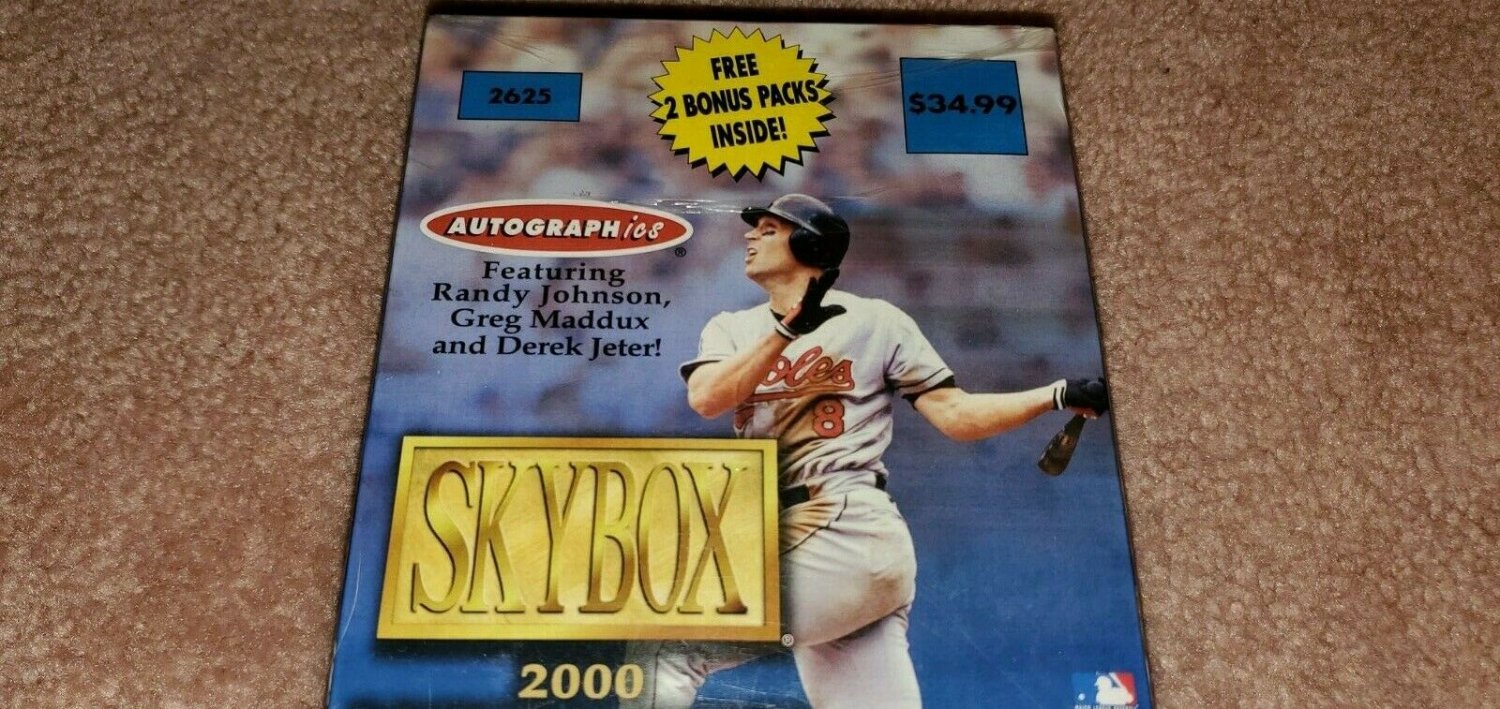 2625
FREE
2 BONUS PACKS
INSIDE!
$34.99
AUTOGRAPHics
®
Featuring
Randy Johnson,
Greg Maddux
and Derek Jeter!
oles
8
SKYBOX
®
2000